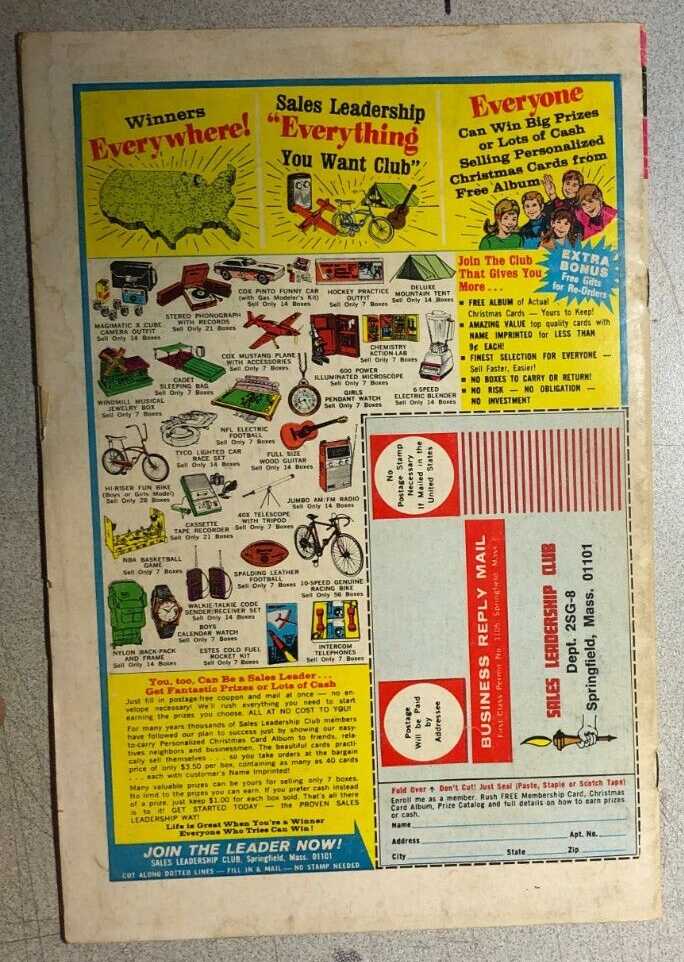 Winners
Everywhere!
Sales Leadership
"Everything
You Want Club"
Everyone
Can Win Big Prizes
or Lots of Cash
Selling Personalized
Christmas Cards from
Free Album
MAGIMATIC X CUBE
CAMERA OUTFIT
Sell Only 14 Boxes
STEREO PHONOGRAPH
WITH RECORDS
Sell Only 21 Boxes
COX PINTO FUNNY CAR
(with Gas Modeler's Kit)
Sell Only 14 Boxes
HOCKEY PRACTICE
OUTFIT
Sell Only 7 Boxes
DELUXE
MOUNTAIN TENT
Sell Only 14 Boxes
WINDMILL MUSICAL
JEWELRY BOX
Sell Only 7 Boxes
CADET
SLEEPING BAG
Sell Only 7 Boxes
COX MUSTANG PLANE
WITH ACCESSORIES
Sell Only 7 Boxes
600 POWER
ILLUMINATED MICROSCOPE
Sell Only 7 Boxes
CHEMISTRY
ACTION LAB
Sell Only 7 Boxes
GIRLS
PENDANT WATCH
Sell Only 7 Boxes
6-SPEED
ELECTRIC BLENDER
Sell Only 14 Boxes
NFL ELECTRIC
FOOTBALL
Sell Only 7 Boxes
HI-RISER FUN BIKE
(Boys or Girls Model)
Sell Only 28 Boxes
TYCO LIGHTED CAR
RACE SET
Sell Only 14 Boxes
FULL SIZE
WOOD GUITAR
Sell Only 14 Boxes
JUMBO AM/FM RADIO
Sell Only 14 Boxes
CASSETTE
TAPE RECORDER
Sell Only 21 Boxes
40X TELESCOPE
WITH TRIPOD
Sell Only 7 Boxes
NBA BASKETBALL
GAME
Sell Only 7 Boxes
SPALDING LEATHER
FOOTBALL
Sell Only 7 Boxes
10-SPEED GENUINE
RACING BIKE
Sell Only 56 Boxes
WALKIE-TALKIE CODE
SENDER/RECEIVER SET
Sell Only 14 Boxes
BOYS
CALENDAR WATCH
Sell Only 7 Boxes
NYLON BACK-PACK
AND FRAME
Sell Only 14 Boxes
ESTES COLD FUEL
ROCKET KIT
Sell Only 7 Boxes
INTERCOM
TELEPHONES
Sell Only 7 Boxes
Join The Club
That Gives You
More . . .
EXTRA
BONUS
Free Gifts
for Re-Orders
■ FREE ALBUM of Actual
Christmas Cards — Yours to Keep!
■ AMAZING VALUE top quality cards with
NAME IMPRINTED for LESS THAN
9¢ EACH!
■ FINEST SELECTION FOR EVERYONE —
Sell Faster, Easier!
■ NO BOXES TO CARRY OR RETURN!
■ NO RISK — NO OBLIGATION —
NO INVESTMENT
You, too, Can Be a Sales Leader . . .
Get Fantastic Prizes or Lots of Cash
Just fill in postage-free coupon and mail at once — no en-
velope necessary! We'll rush everything you need to start
earning the prizes you choose. ALL AT NO COST TO YOU!
For many years thousands of Sales Leadership Club members
have followed our plan to success just by showing our easy-
to-carry Personalized Christmas Card Album to friends, rela-
tives neighbors and businessmen. The beautiful cards practi-
cally sell themselves . . . so you take orders at the bargain
price of only $3.50 per box, containing as many as 40 cards
. . . each with Customer's Name Imprinted!
Many valuable prizes can be yours for selling only 7 boxes.
No limit to the prizes you can earn. If you prefer cash instead
of a prize, just keep $1.00 for each box sold. That's all there
is to it! GET STARTED TODAY — the PROVEN SALES
LEADERSHIP WAY!
Life is Great When You're a Winner
Everyone Who Tries Can Win!
JOIN THE LEADER NOW!
SALES LEADERSHIP CLUB, Springfield, Mass. 01101
CUT ALONG DOTTED LINES — FILL IN & MAIL — NO STAMP NEEDED
No
Postage Stamp
Necessary
If Mailed in the
United States
Postage
Will be Paid
by
Addressee
BUSINESS REPLY MAIL
First Class Permit No. 3105, Springfield, Mass.
SALES LEADERSHIP CLUB
Dept. 2SG-8
Springfield, Mass. 01101
Fold Over ↑ Don't Cut! Just Seal (Paste, Staple or Scotch Tape)
Enroll me as a member. Rush FREE Membership Card, Christmas
Card Album, Prize Catalog and full details on how to earn prizes
or cash.
Name
Address Apt. No.
City State Zip